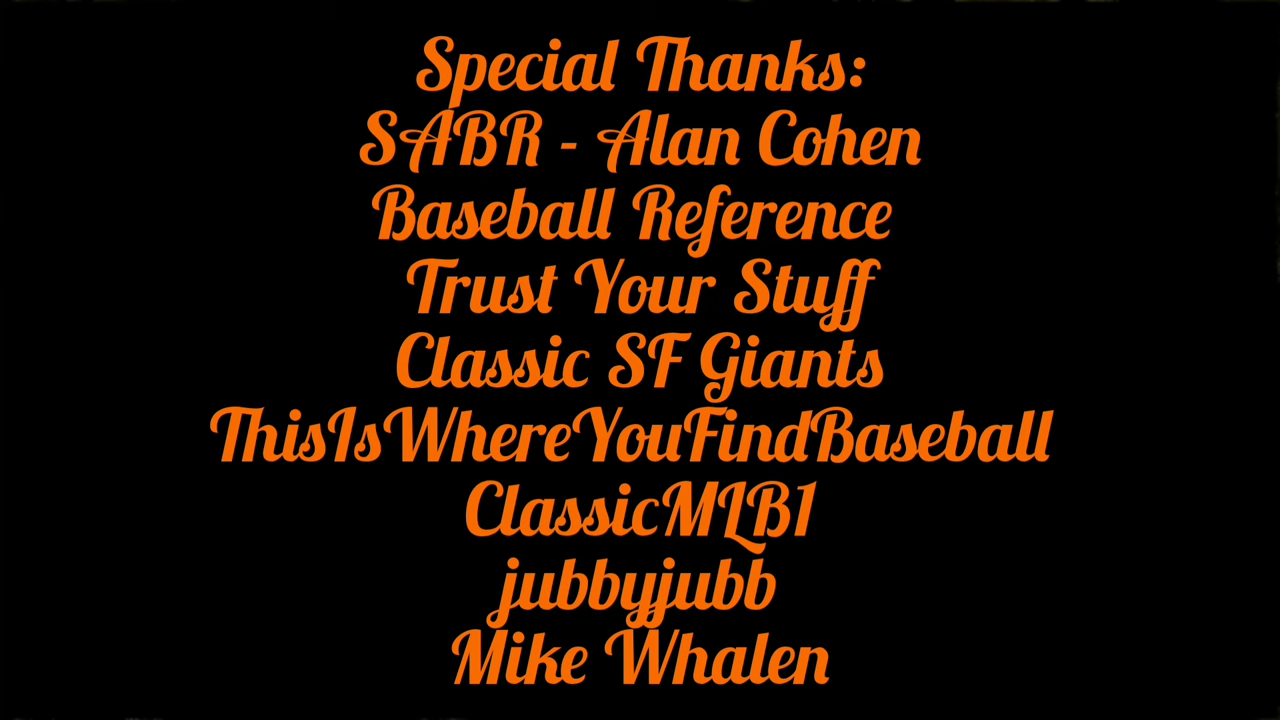 Special Thanks:
SABR - Alan Cohen
Baseball Reference
Trust Your Stuff
Classic SF Giants
ThisIsWhereYouFindBaseball
ClassicMLB1
jubbyjubb
Mike Whalen